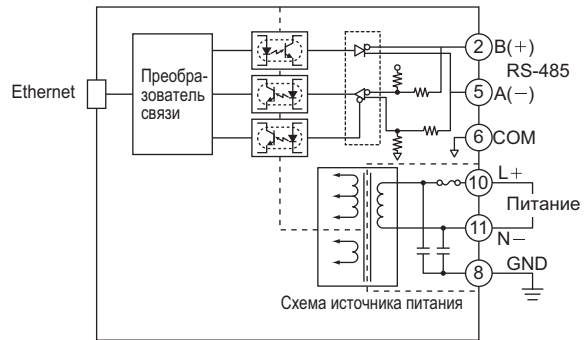 Ethernet
Преобра-
зователь
связи
2 B(+)
RS-485
5 A(−)
6 COM
10 L+
Питание
11 N−
8 GND
Схема источника питания